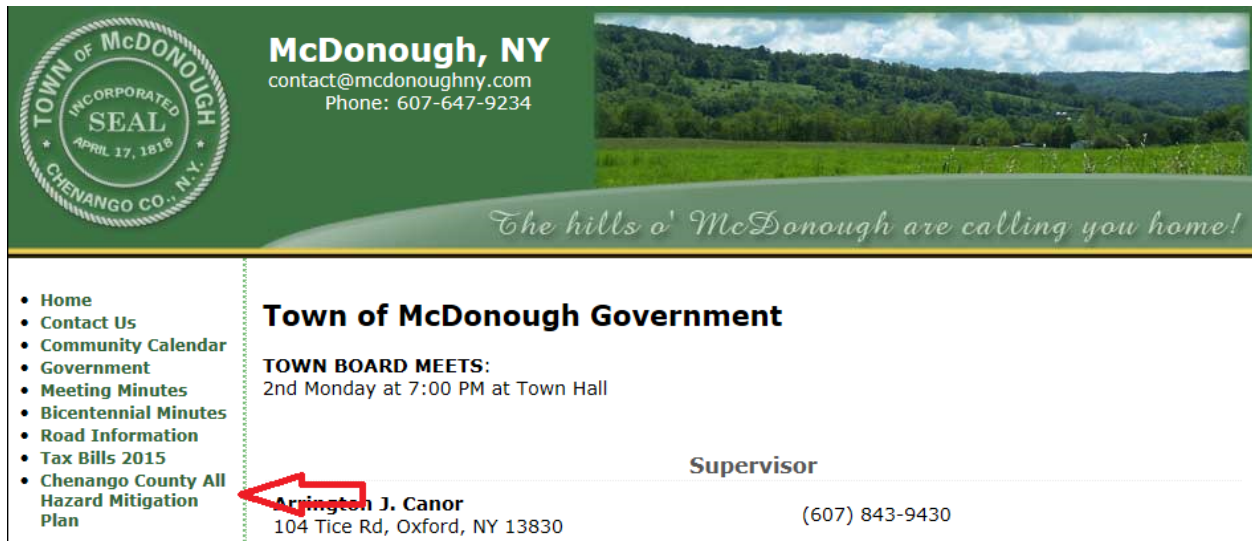 TOWN OF McDONOUGH
INCORPORATED
SEAL
APRIL 17, 1818
CHENANGO CO., N.Y.
McDonough, NY
contact@mcdonoughny.com
Phone: 607-647-9234
The hills o' McDonough are calling you home!
Home
Contact Us
Community Calendar
Government
Meeting Minutes
Bicentennial Minutes
Road Information
Tax Bills 2015
Chenango County All
Hazard Mitigation
Plan
Town of McDonough Government
TOWN BOARD MEETS:
2nd Monday at 7:00 PM at Town Hall
Supervisor
Arrington J. Canor
104 Tice Rd, Oxford, NY 13830
(607) 843-9430